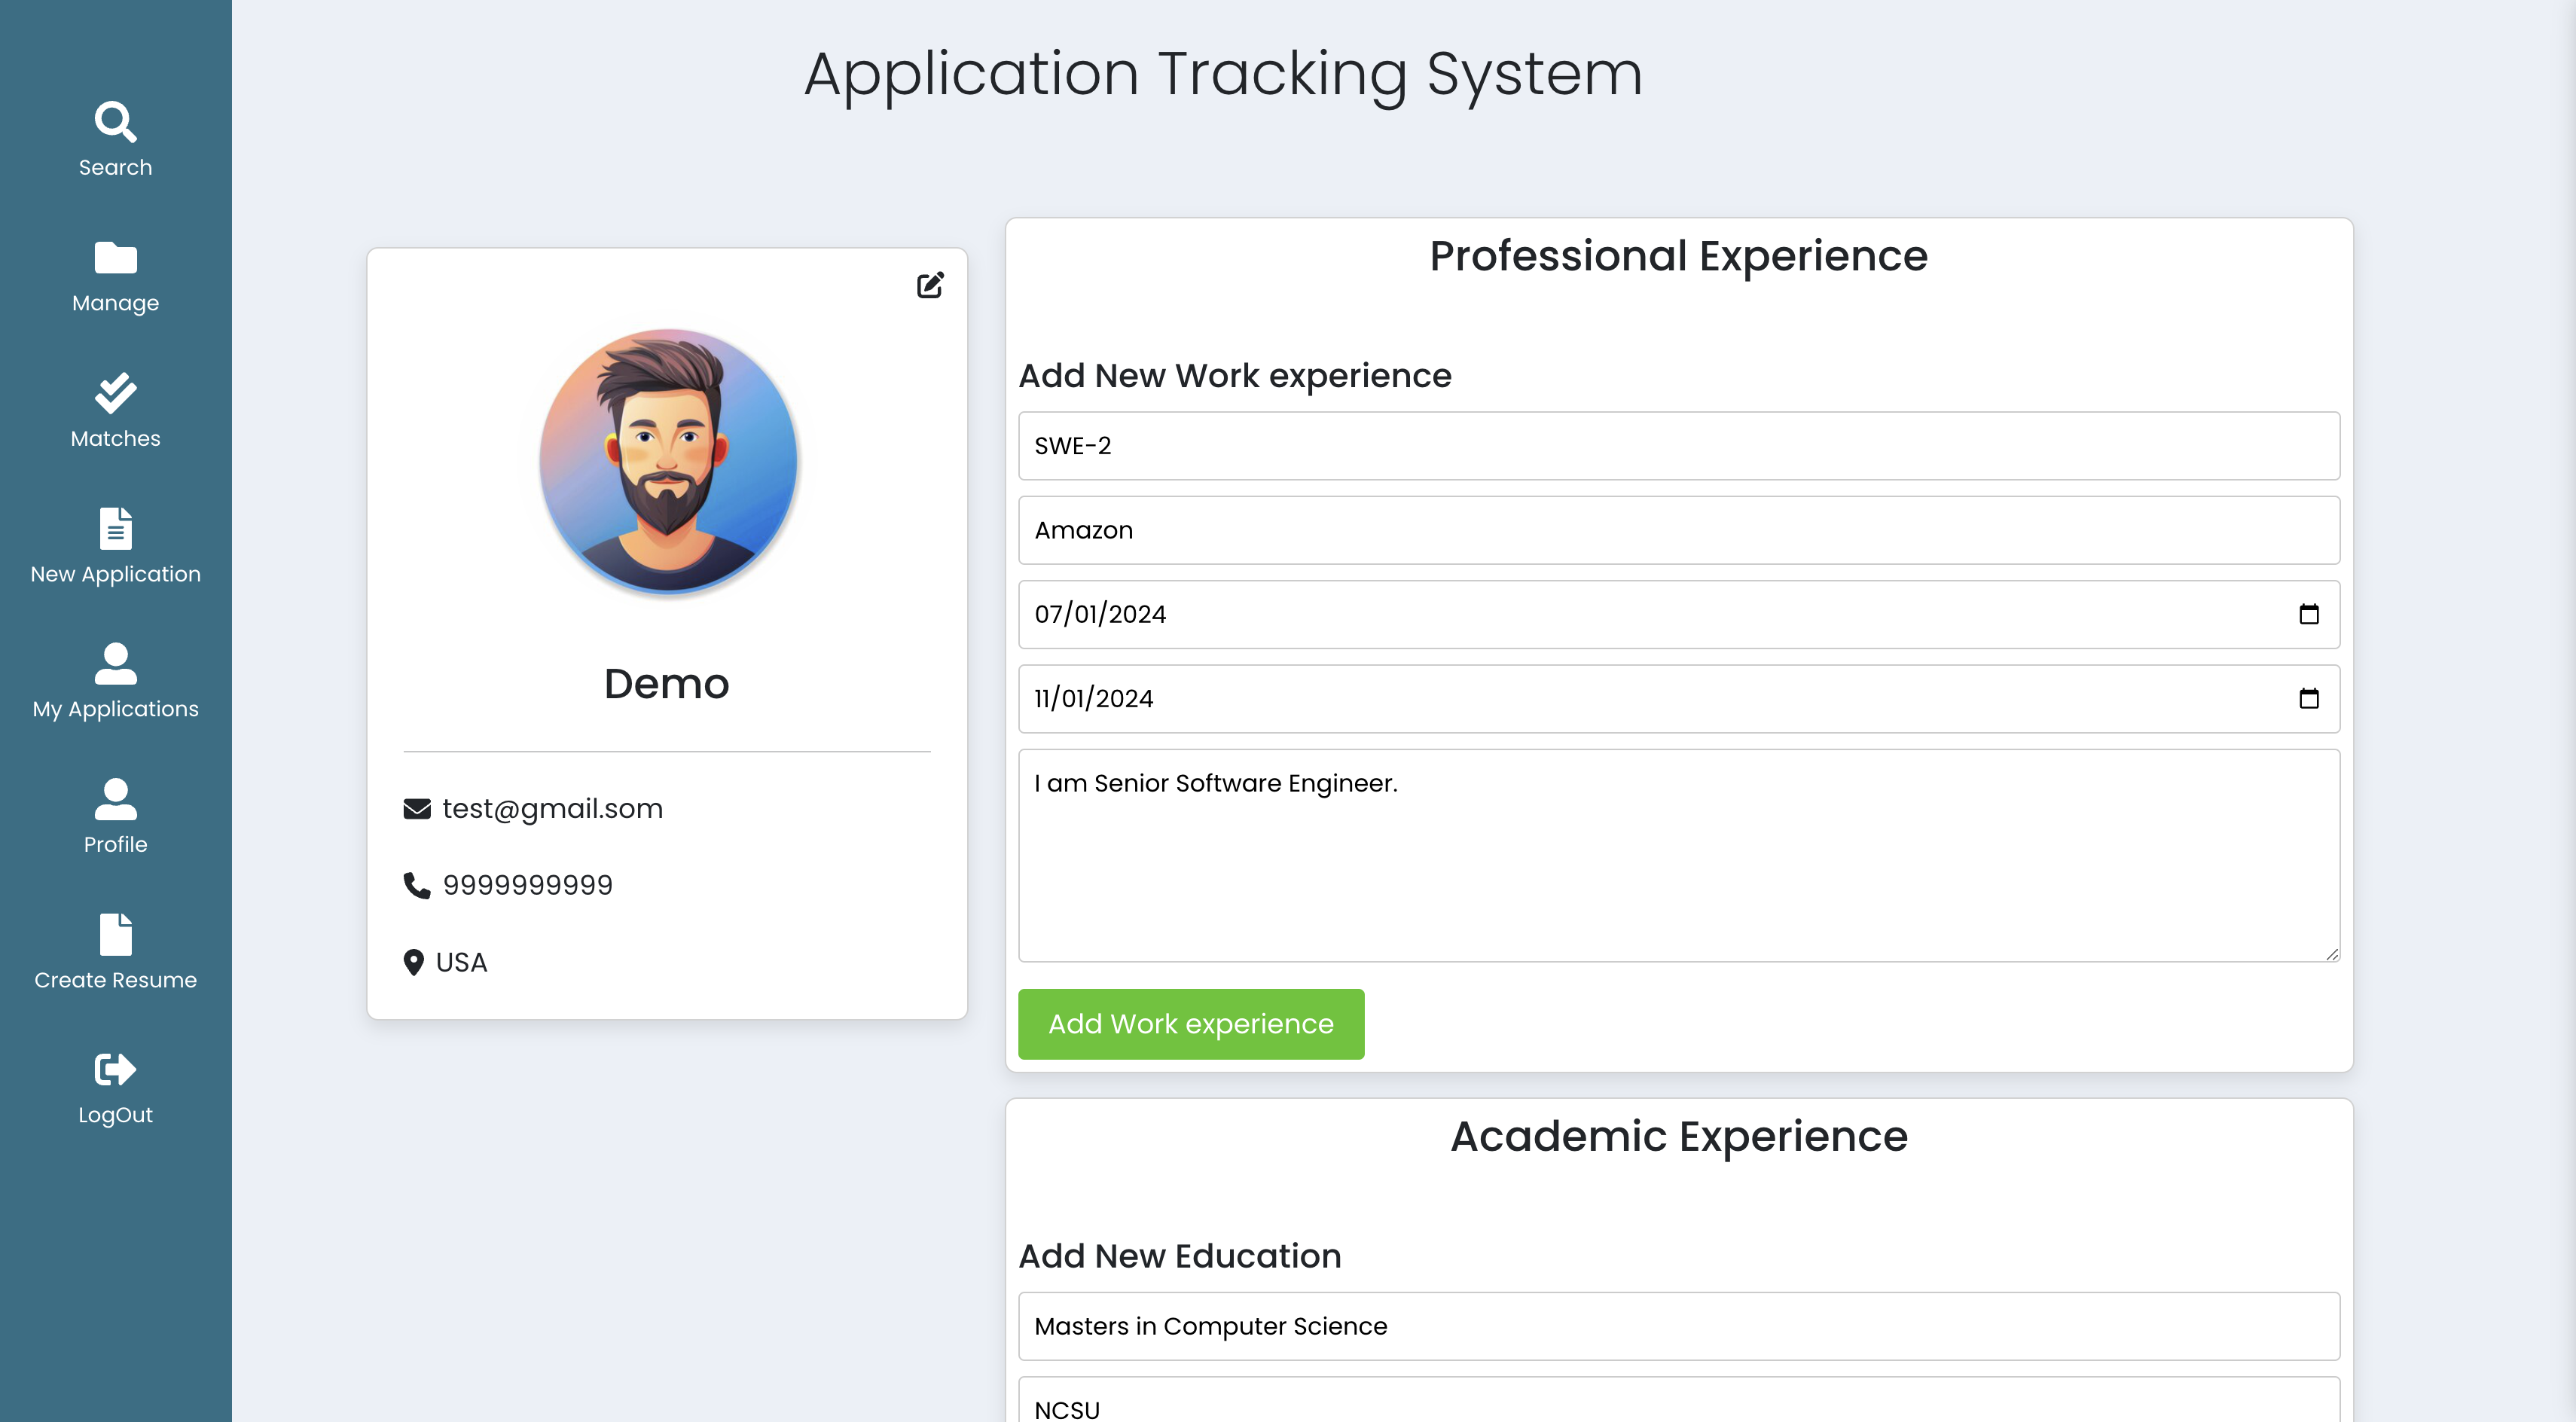 Application Tracking System
Search
Manage
Matches
New Application
My Applications
Profile
Create Resume
LogOut
Demo
test@gmail.som
9999999999
USA
Professional Experience
Add New Work experience
SWE-2
Amazon
07/01/2024
11/01/2024
I am Senior Software Engineer.
Add Work experience
Academic Experience
Add New Education
Masters in Computer Science
NCSU